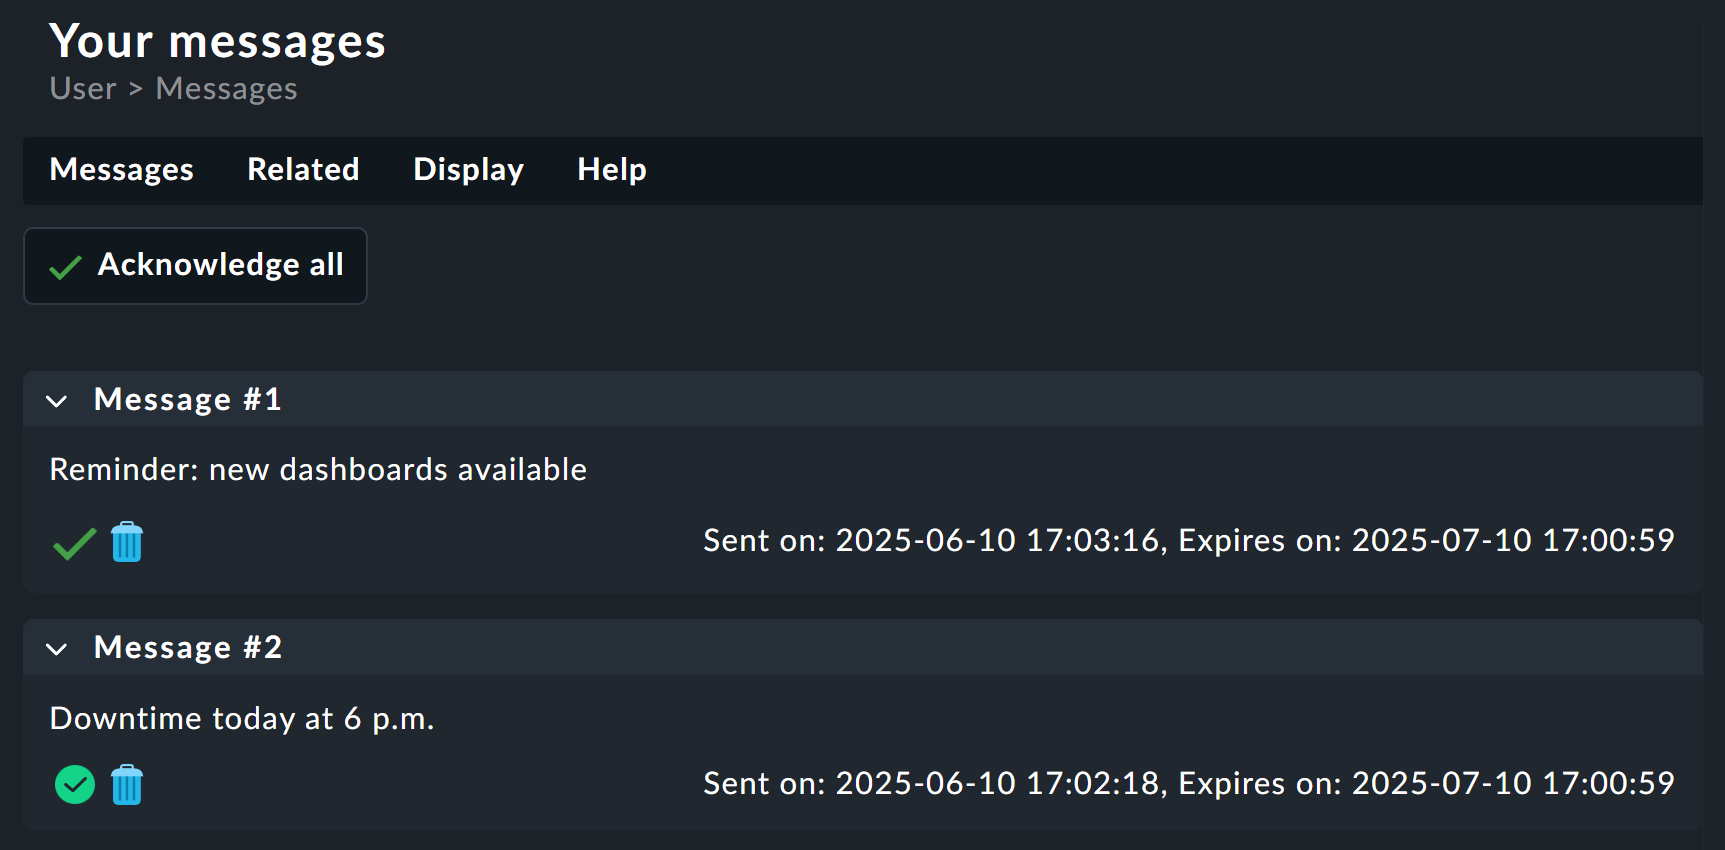 Your messages
User > Messages
Messages Related Display Help
Acknowledge all
Message #1
Reminder: new dashboards available
Sent on: 2025-06-10 17:03:16, Expires on: 2025-07-10 17:00:59
Message #2
Downtime today at 6 p.m.
Sent on: 2025-06-10 17:02:18, Expires on: 2025-07-10 17:00:59